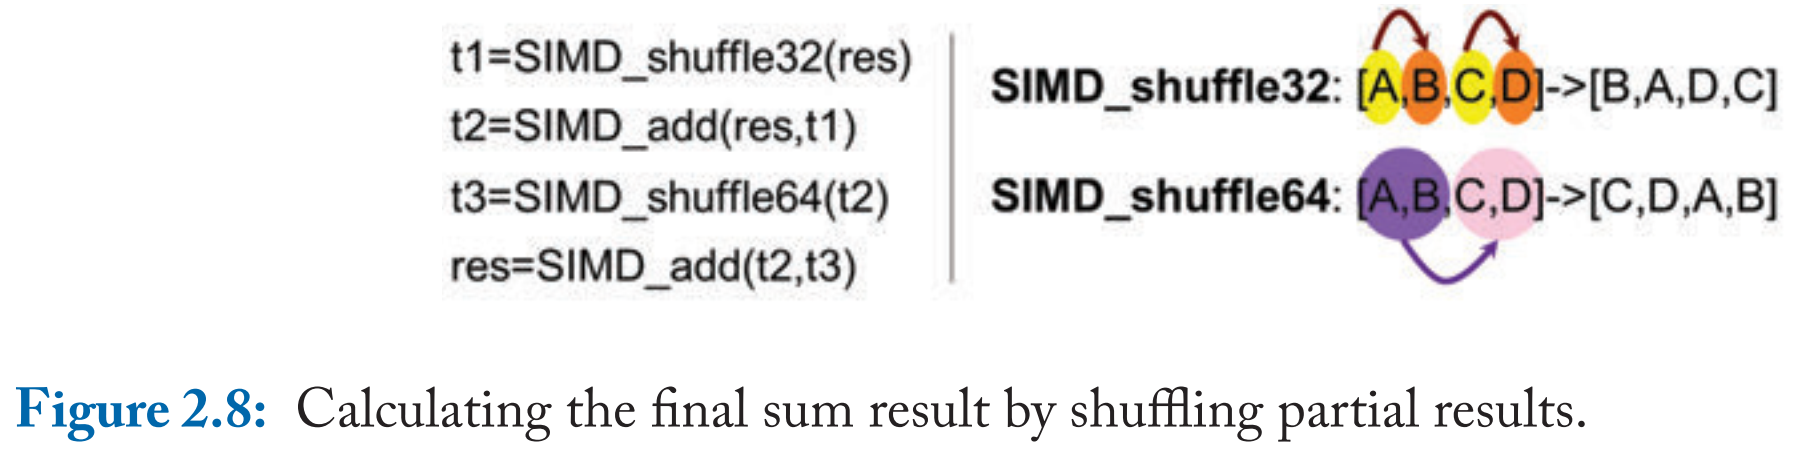 t1=SIMD_shuffle32(res)
t2=SIMD_add(res,t1)
t3=SIMD_shuffle64(t2)
res=SIMD_add(t2,t3)
SIMD_shuffle32: [A,B,C,D]->[B,A,D,C]
SIMD_shuffle64: [A,B,C,D]->[C,D,A,B]
Figure 2.8: Calculating the final sum result by shuffling partial results.